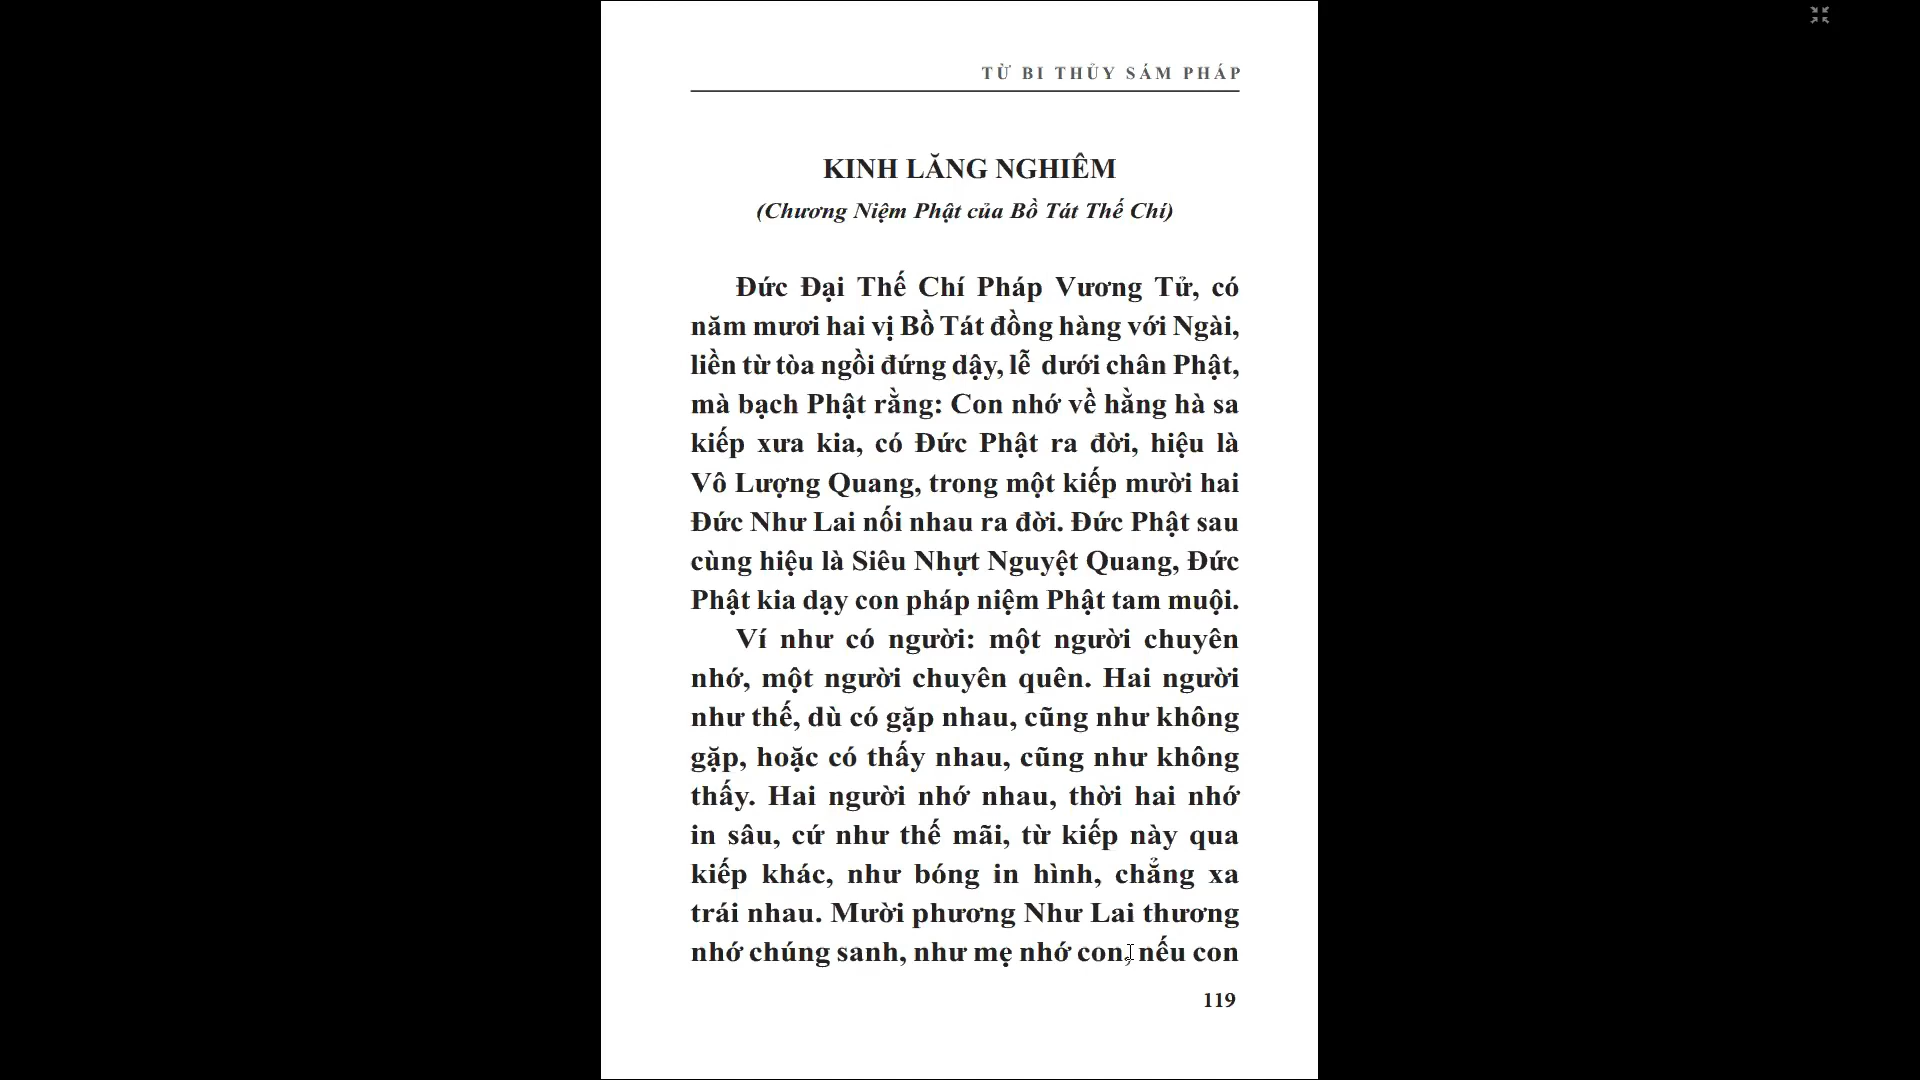 TỪ BI THỦY SÁM PHÁP
KINH LĂNG NGHIÊM
(Chương Niệm Phật của Bồ Tát Thế Chí)
Đức Đại Thế Chí Pháp Vương Tử, có
năm mươi hai vị Bồ Tát đồng hàng với Ngài,
liền từ tòa ngồi đứng dậy, lễ dưới chân Phật,
mà bạch Phật rằng: Con nhớ về hằng hà sa
kiếp xưa kia, có Đức Phật ra đời, hiệu là
Vô Lượng Quang, trong một kiếp mười hai
Đức Như Lai nối nhau ra đời. Đức Phật sau
cùng hiệu là Siêu Nhựt Nguyệt Quang, Đức
Phật kia dạy con pháp niệm Phật tam muội.
Ví như có người: một người chuyên
nhớ, một người chuyên quên. Hai người
như thế, dù có gặp nhau, cũng như không
gặp, hoặc có thấy nhau, cũng như không
thấy. Hai người nhớ nhau, thời hai nhớ
in sâu, cứ như thế mãi, từ kiếp này qua
kiếp khác, như bóng in hình, chẳng xa
trái nhau. Mười phương Như Lai thương
nhớ chúng sanh, như mẹ nhớ con, nếu con
119